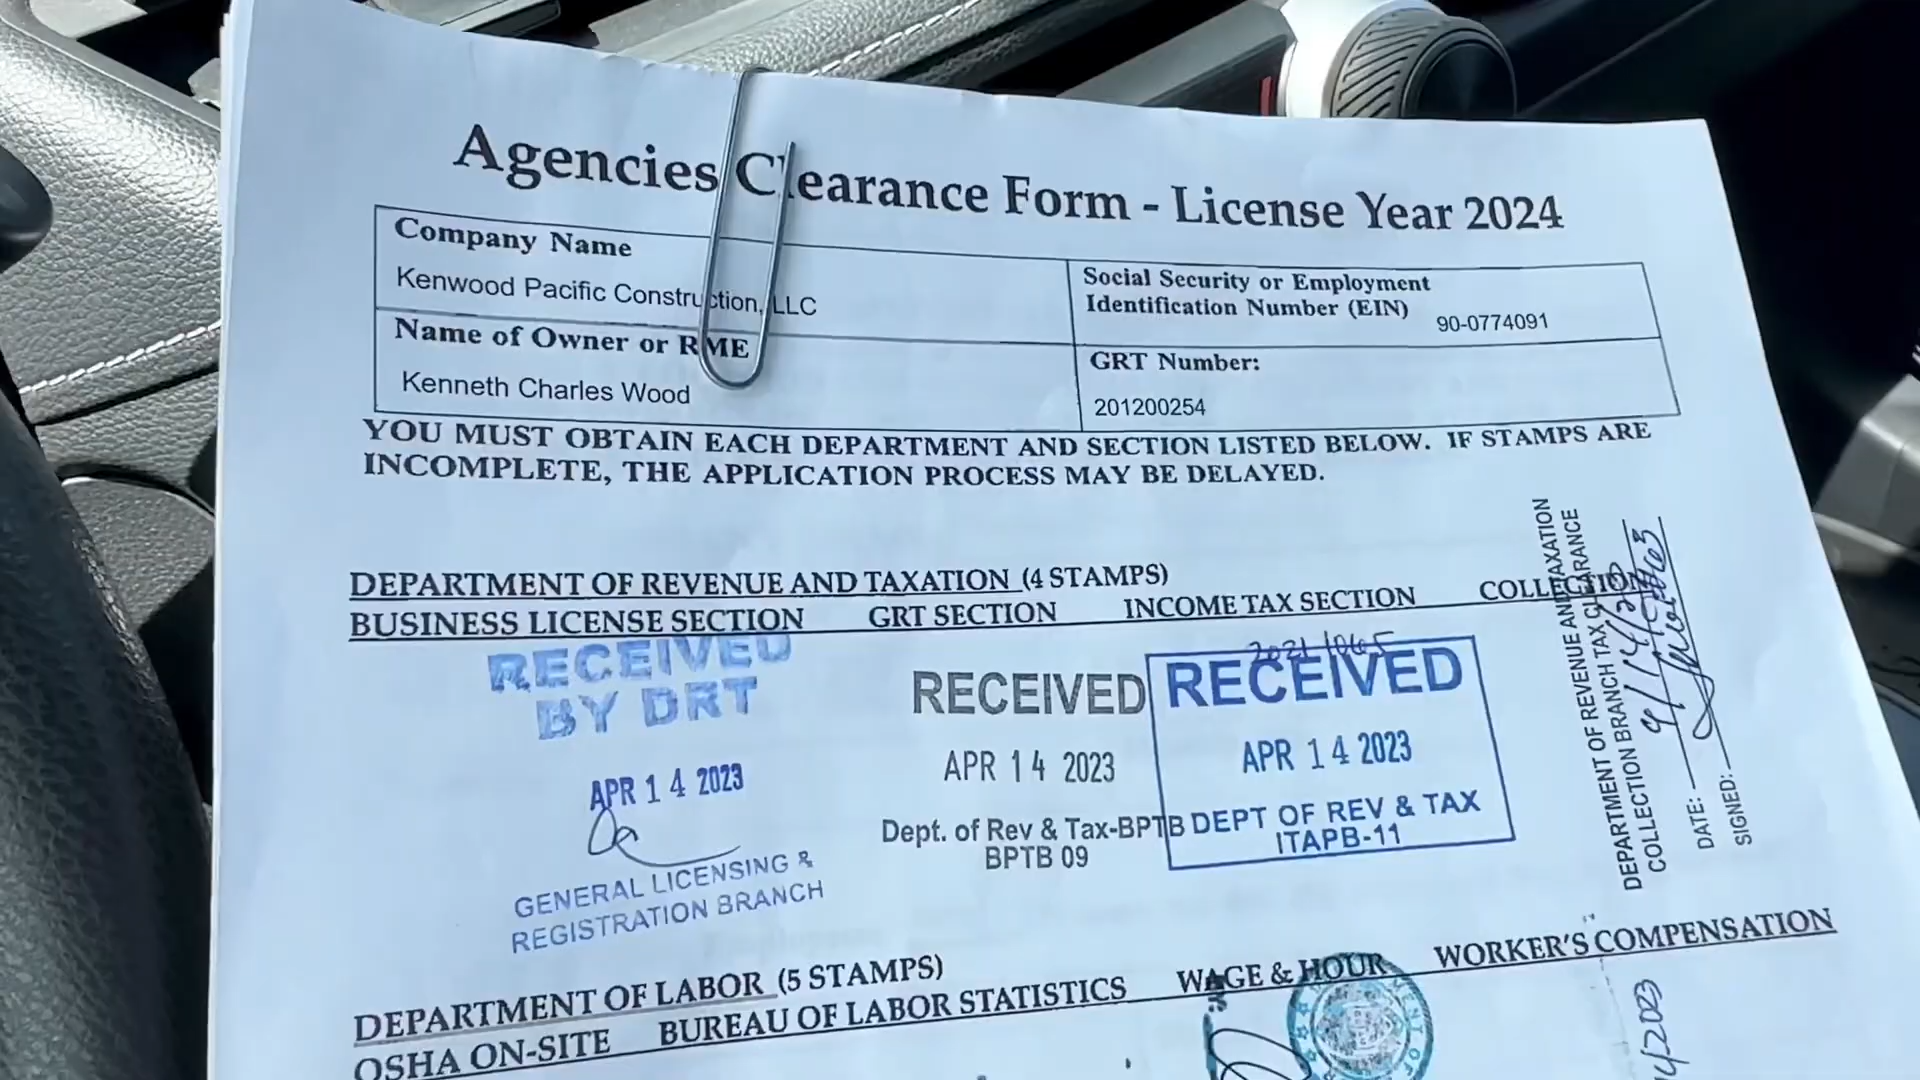 Agencies Clearance Form - License Year 2024
Company Name
Kenwood Pacific Construction, LLC
Social Security or Employment
Identification Number (EIN) 90-0774091
Name of Owner or RME
Kenneth Charles Wood
GRT Number:
201200254
YOU MUST OBTAIN EACH DEPARTMENT AND SECTION LISTED BELOW. IF STAMPS ARE
INCOMPLETE, THE APPLICATION PROCESS MAY BE DELAYED.
DEPARTMENT OF REVENUE AND TAXATION (4 STAMPS)
BUSINESS LICENSE SECTION GRT SECTION INCOME TAX SECTION COLLECTION
RECEIVED
BY DRT
APR 14 2023
GENERAL LICENSING &
REGISTRATION BRANCH
RECEIVED
APR 14 2023
Dept. of Rev & Tax-BPTB
BPTB 09
RECEIVED
APR 14 2023
DEPT OF REV & TAX
ITAPB-11
DEPARTMENT OF REVENUE AND TAXATION
COLLECTION BRANCH TAX CLEARANCE
DATE:
SIGNED:
DEPARTMENT OF LABOR (5 STAMPS)
OSHA ON-SITE BUREAU OF LABOR STATISTICS WAGE & HOUR WORKER'S COMPENSATION